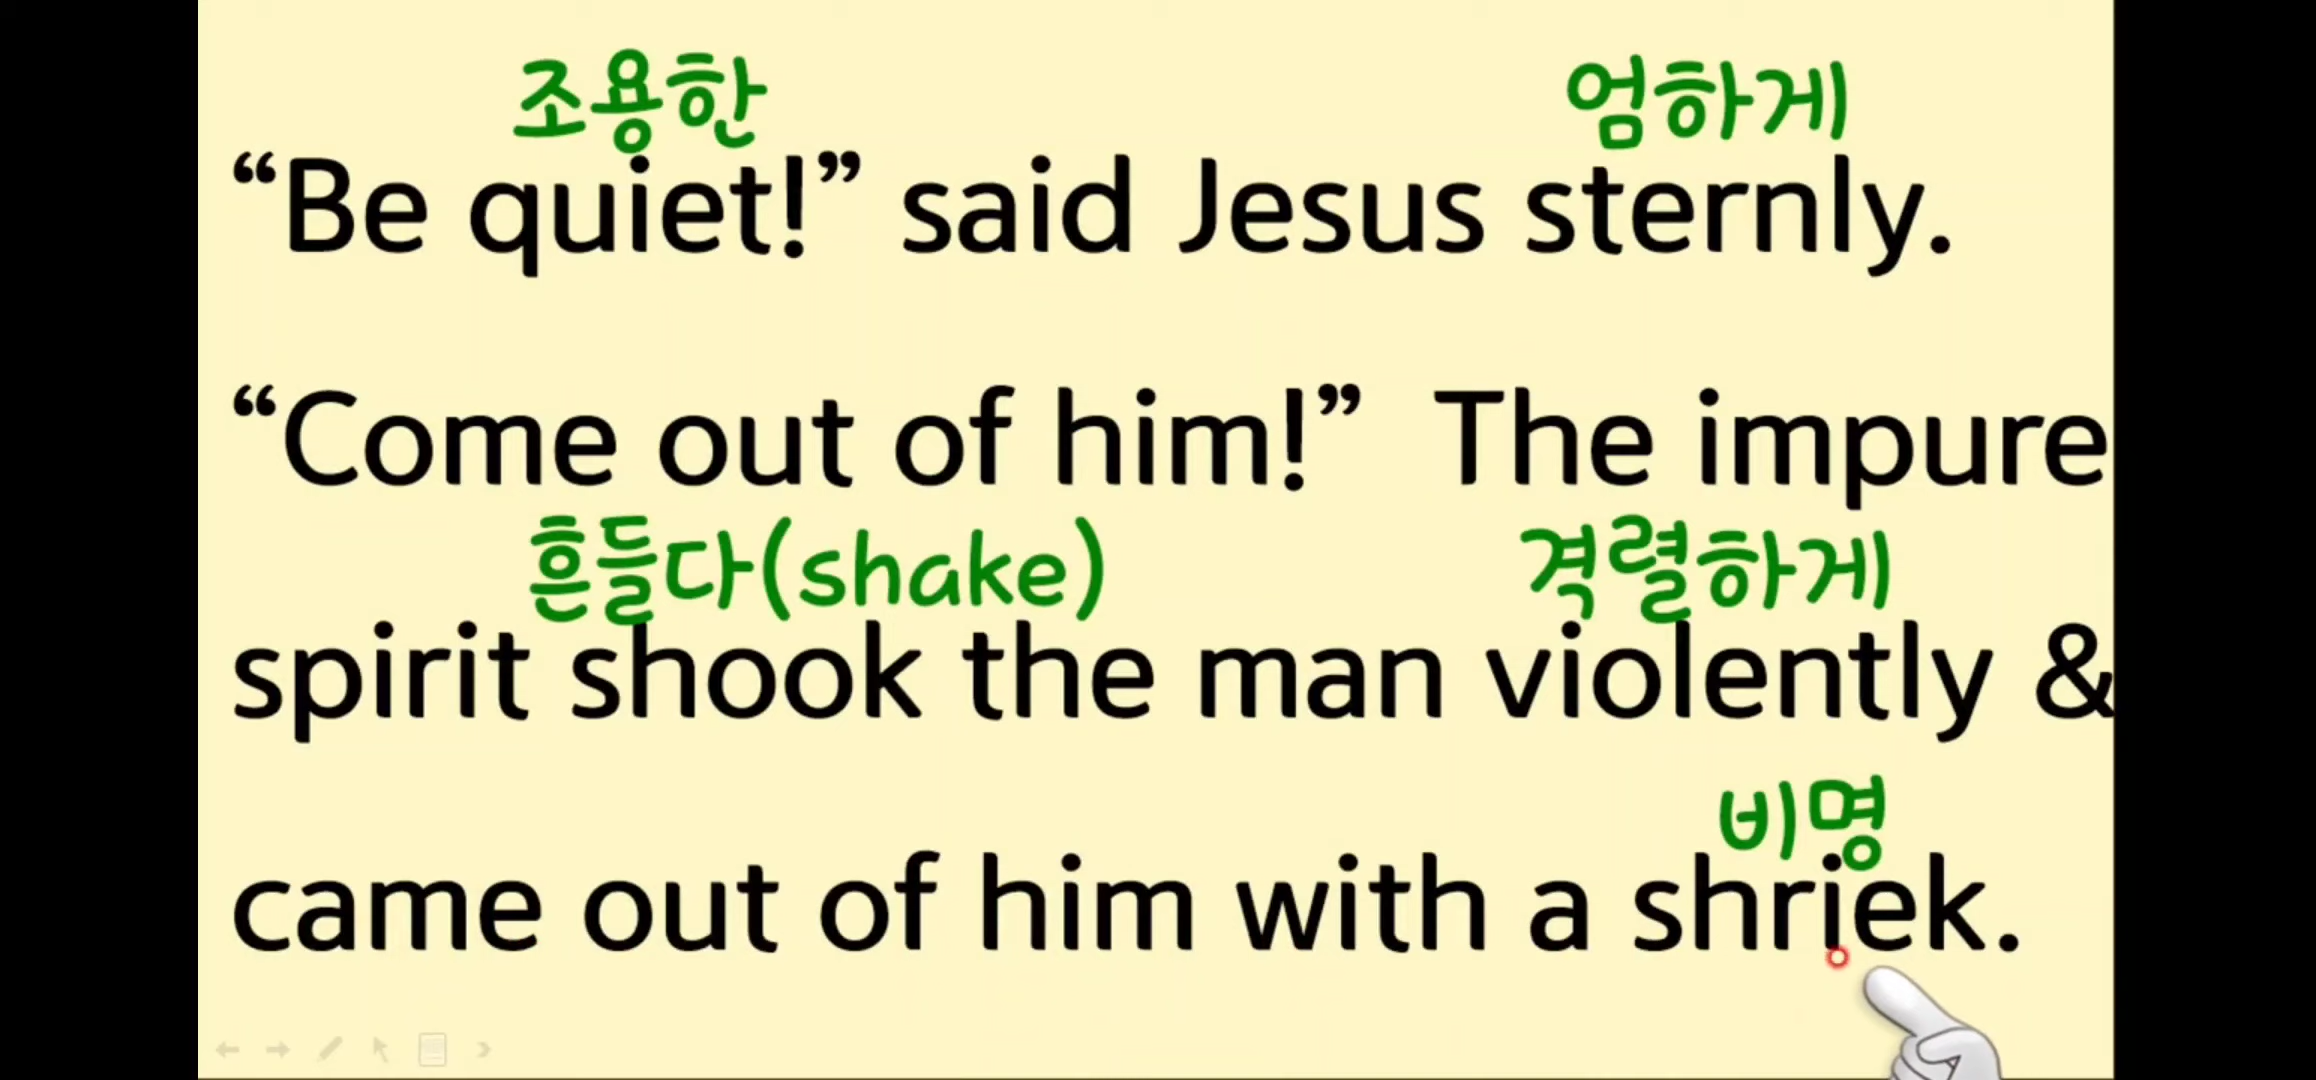 조용한 엄하게
“Be quiet!” said Jesus sternly.
“Come out of him!” The impure
흔들다(shake) 격렬하게
spirit shook the man violently &
비명
came out of him with a shriek.